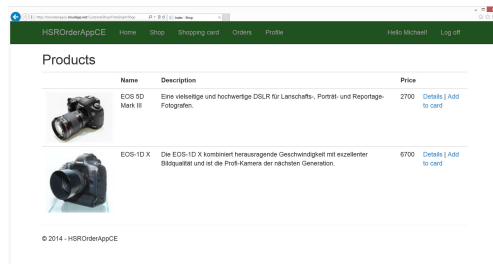 Index - Shop
HSROrderAppCE Home Shop Shopping card Orders Profile Hello Michael! Log off
Products
Name Description Price
EOS 5D Eine vielseitige und hochwertige DSLR für Lanschafts-, Porträt- und Reportage- 2700 Details | Add
Mark III Fotografen. to card
EOS-1D X Die EOS-1D X kombiniert herausragende Geschwindigkeit mit exzellenter 6700 Details | Add
Bildqualität und ist die Profi-Kamera der nächsten Generation. to card
© 2014 - HSROrderAppCE